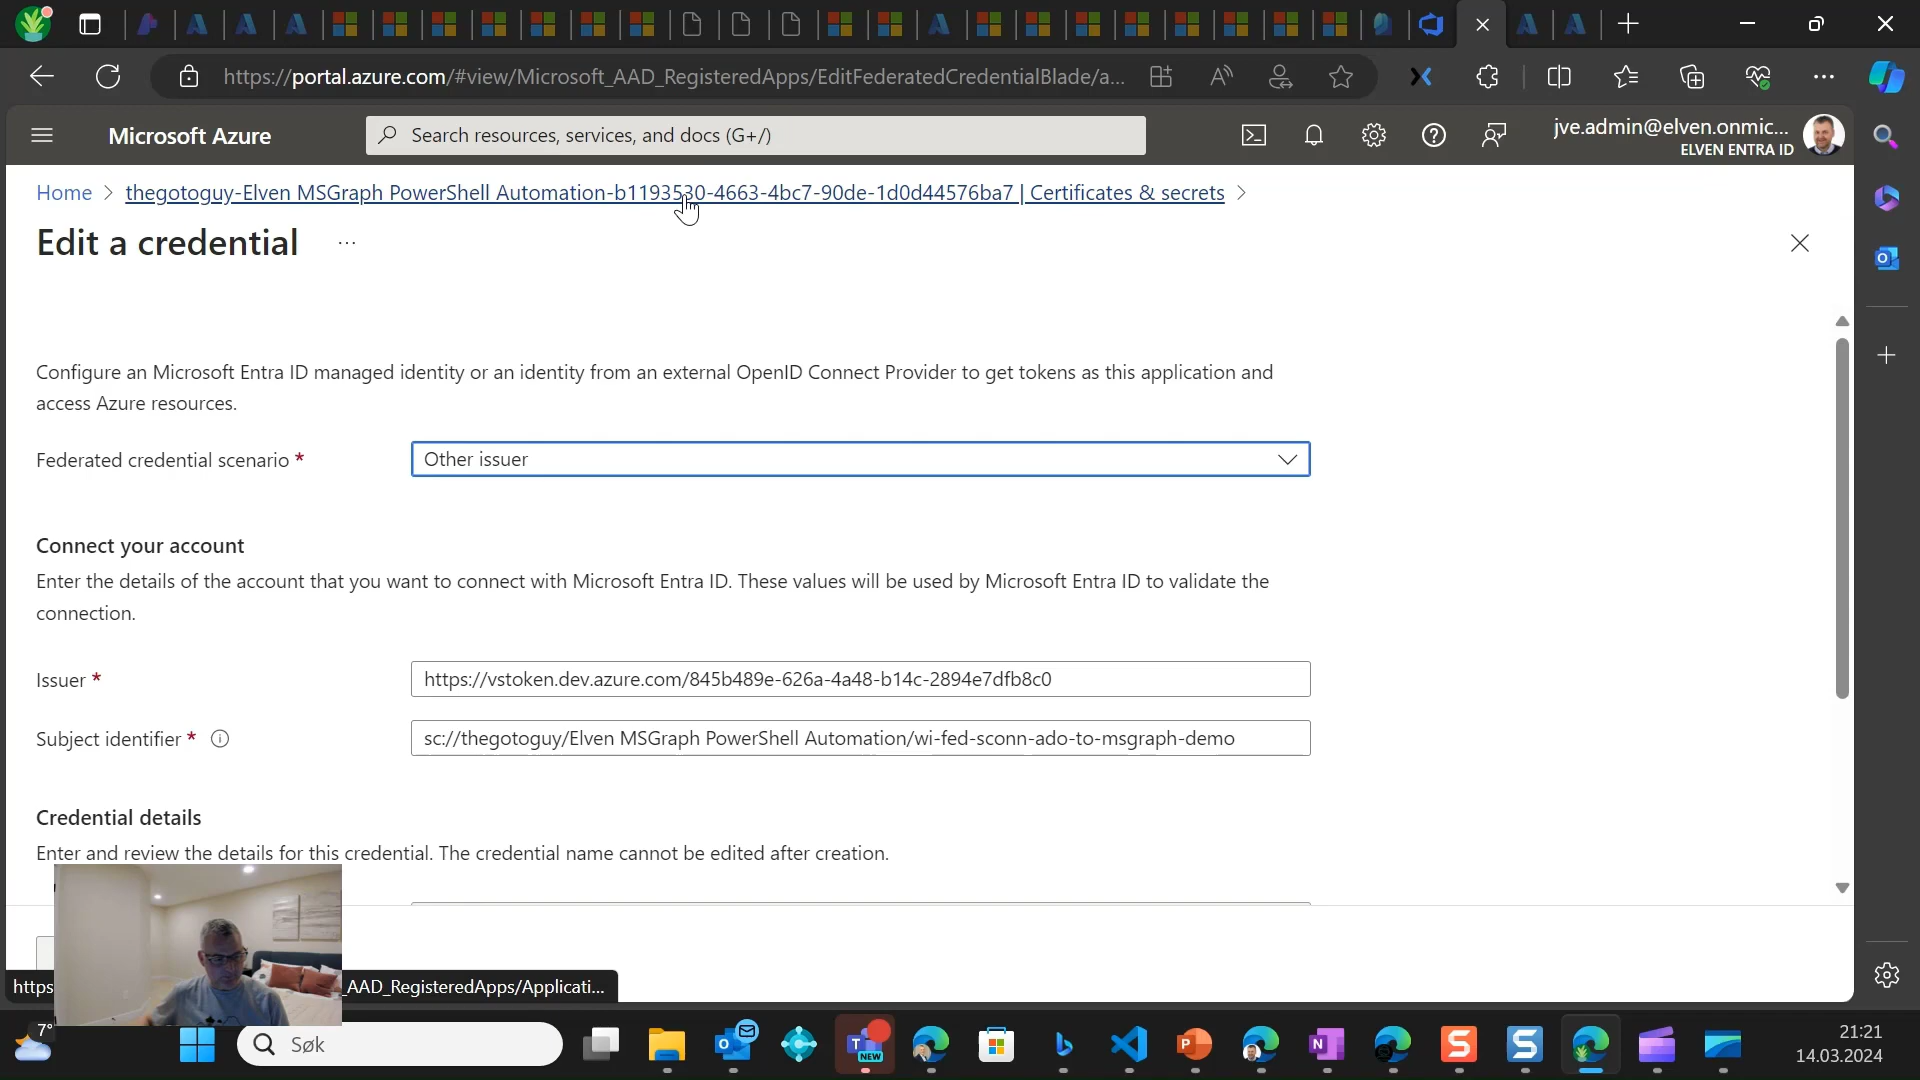 https://portal.azure.com/#view/Microsoft_AAD_RegisteredApps/EditFederatedCredentialBlade/a...
Microsoft Azure
Search resources, services, and docs (G+/)
jve.admin@elven.onmic...
ELVEN ENTRA ID
Home > thegotoguy-Elven MSGraph PowerShell Automation-b1193530-4663-4bc7-90de-1d0d44576ba7 | Certificates & secrets >
Edit a credential ...
Configure an Microsoft Entra ID managed identity or an identity from an external OpenID Connect Provider to get tokens as this application and
access Azure resources.
Federated credential scenario *
Other issuer
Connect your account
Enter the details of the account that you want to connect with Microsoft Entra ID. These values will be used by Microsoft Entra ID to validate the
connection.
Issuer *
https://vstoken.dev.azure.com/845b489e-626a-4a48-b14c-2894e7dfb8c0
Subject identifier *
sc://thegotoguy/Elven MSGraph PowerShell Automation/wi-fed-sconn-ado-to-msgraph-demo
Credential details
Enter and review the details for this credential. The credential name cannot be edited after creation.
https
_AAD_RegisteredApps/Applicati...
7°
Søk
NEW
21:21
14.03.2024